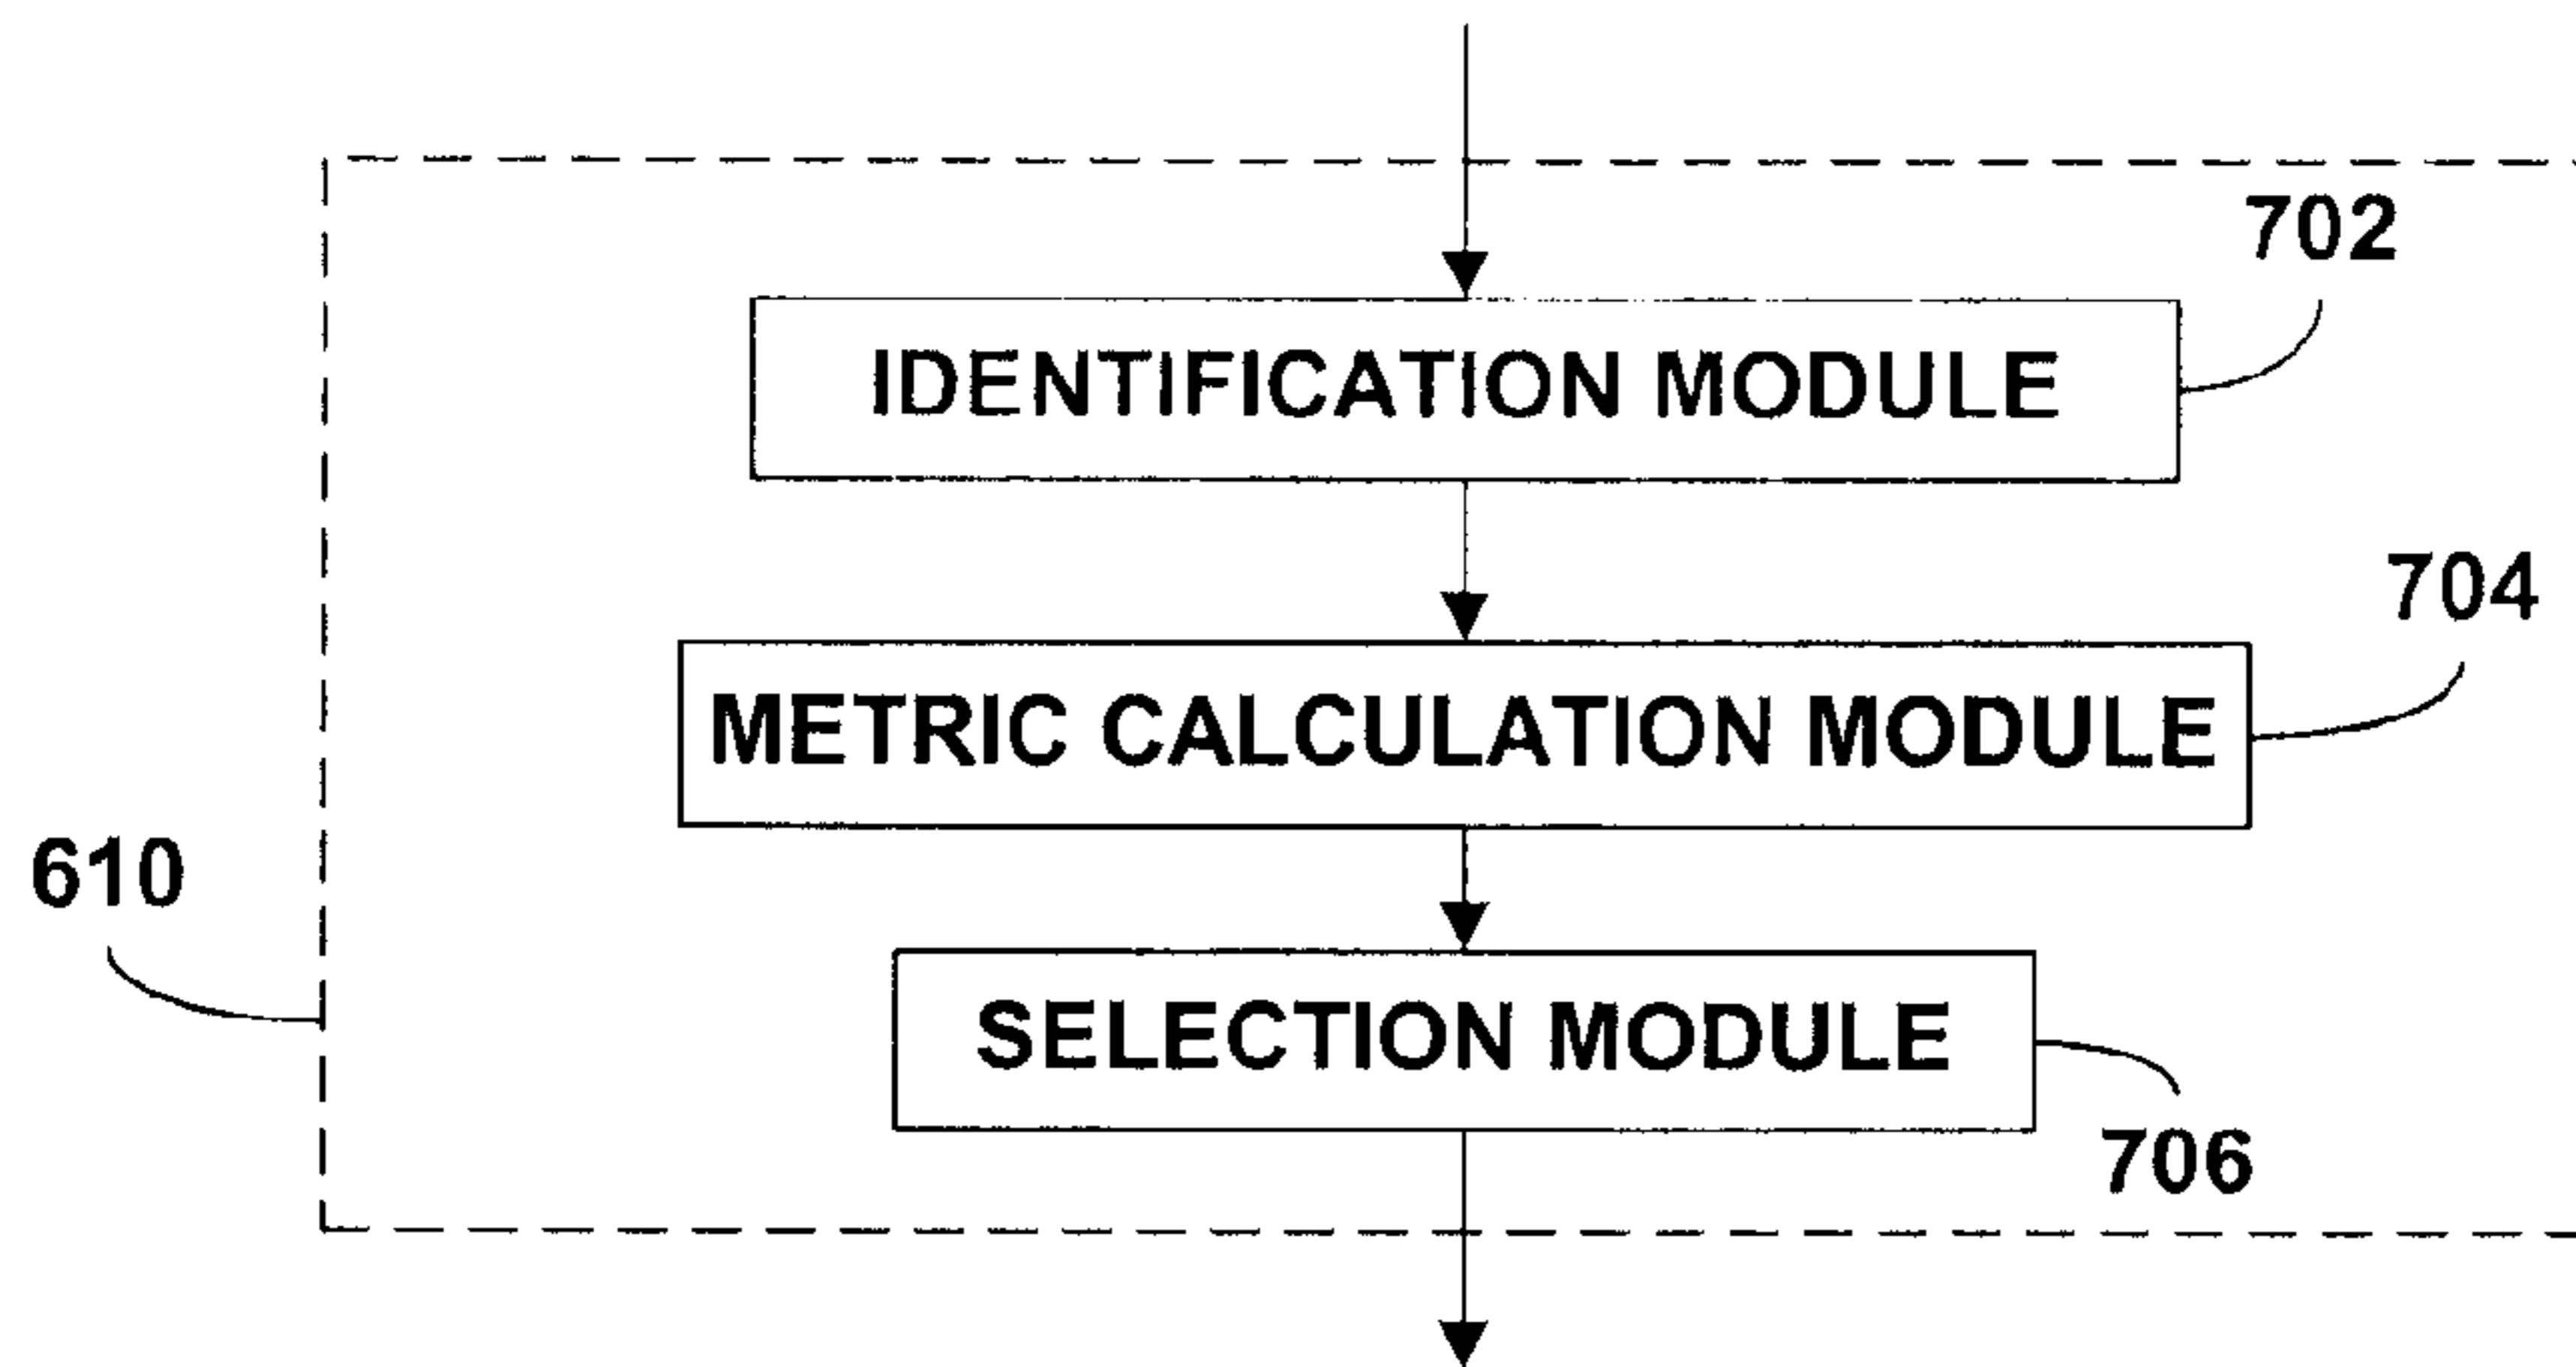 702
IDENTIFICATION MODULE
704
METRIC CALCULATION MODULE
610
SELECTION MODULE
706